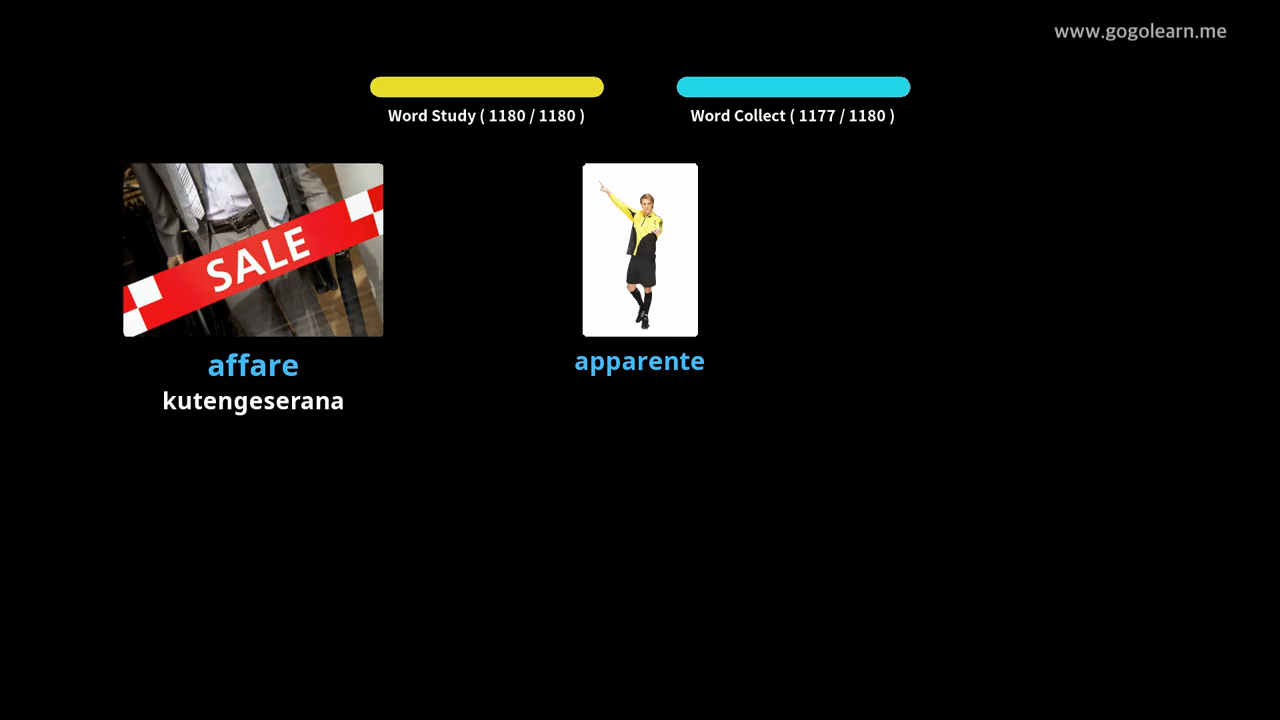 www.gogolearn.me
Word Study ( 1180 / 1180 )
Word Collect ( 1177 / 1180 )
SALE
affare
kutengeserana
apparente